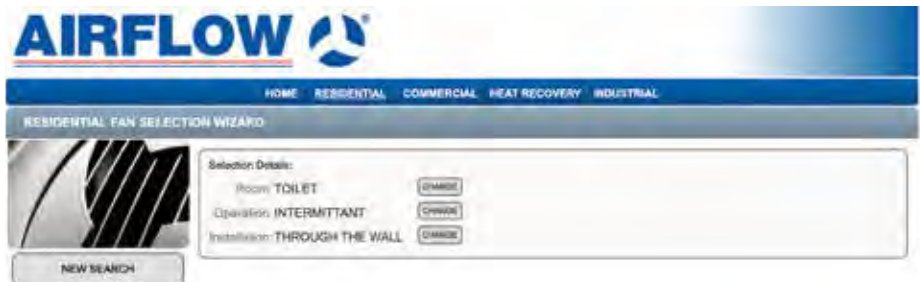 AIRFLOW
HOME RESIDENTIAL COMMERCIAL HEAT RECOVERY INDUSTRIAL
RESIDENTIAL FAN SELECTION WIZARD
Selection Details:
Room: TOILET CHANGE
Operation: INTERMITTANT CHANGE
Installation: THROUGH THE WALL CHANGE
NEW SEARCH